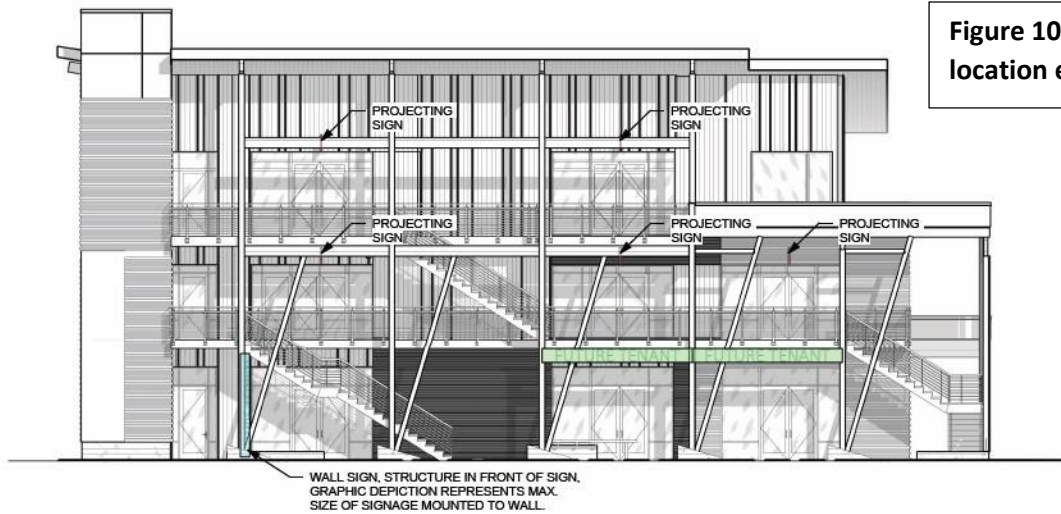 Figure 10
location e
PROJECTING
SIGN
PROJECTING
SIGN
PROJECTING
SIGN
PROJECTING
SIGN
PROJECTING
SIGN
FUTURE TENANT
FUTURE TENANT
WALL SIGN, STRUCTURE IN FRONT OF SIGN,
GRAPHIC DEPICTION REPRESENTS MAX.
SIZE OF SIGNAGE MOUNTED TO WALL.